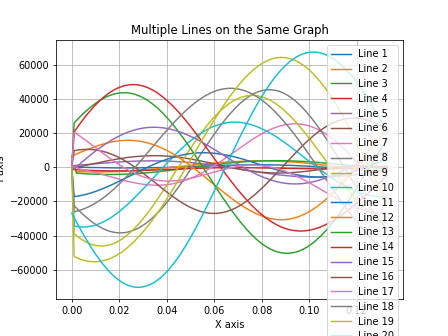 Multiple Lines on the Same Graph
60000
40000
20000
0
−20000
−40000
−60000
0.00
0.02
0.04
0.06
0.08
0.10
X axis
Line 1
Line 2
Line 3
Line 4
Line 5
Line 6
Line 7
Line 8
Line 9
Line 10
Line 11
Line 12
Line 13
Line 14
Line 15
Line 16
Line 17
Line 18
Line 19
Line 20